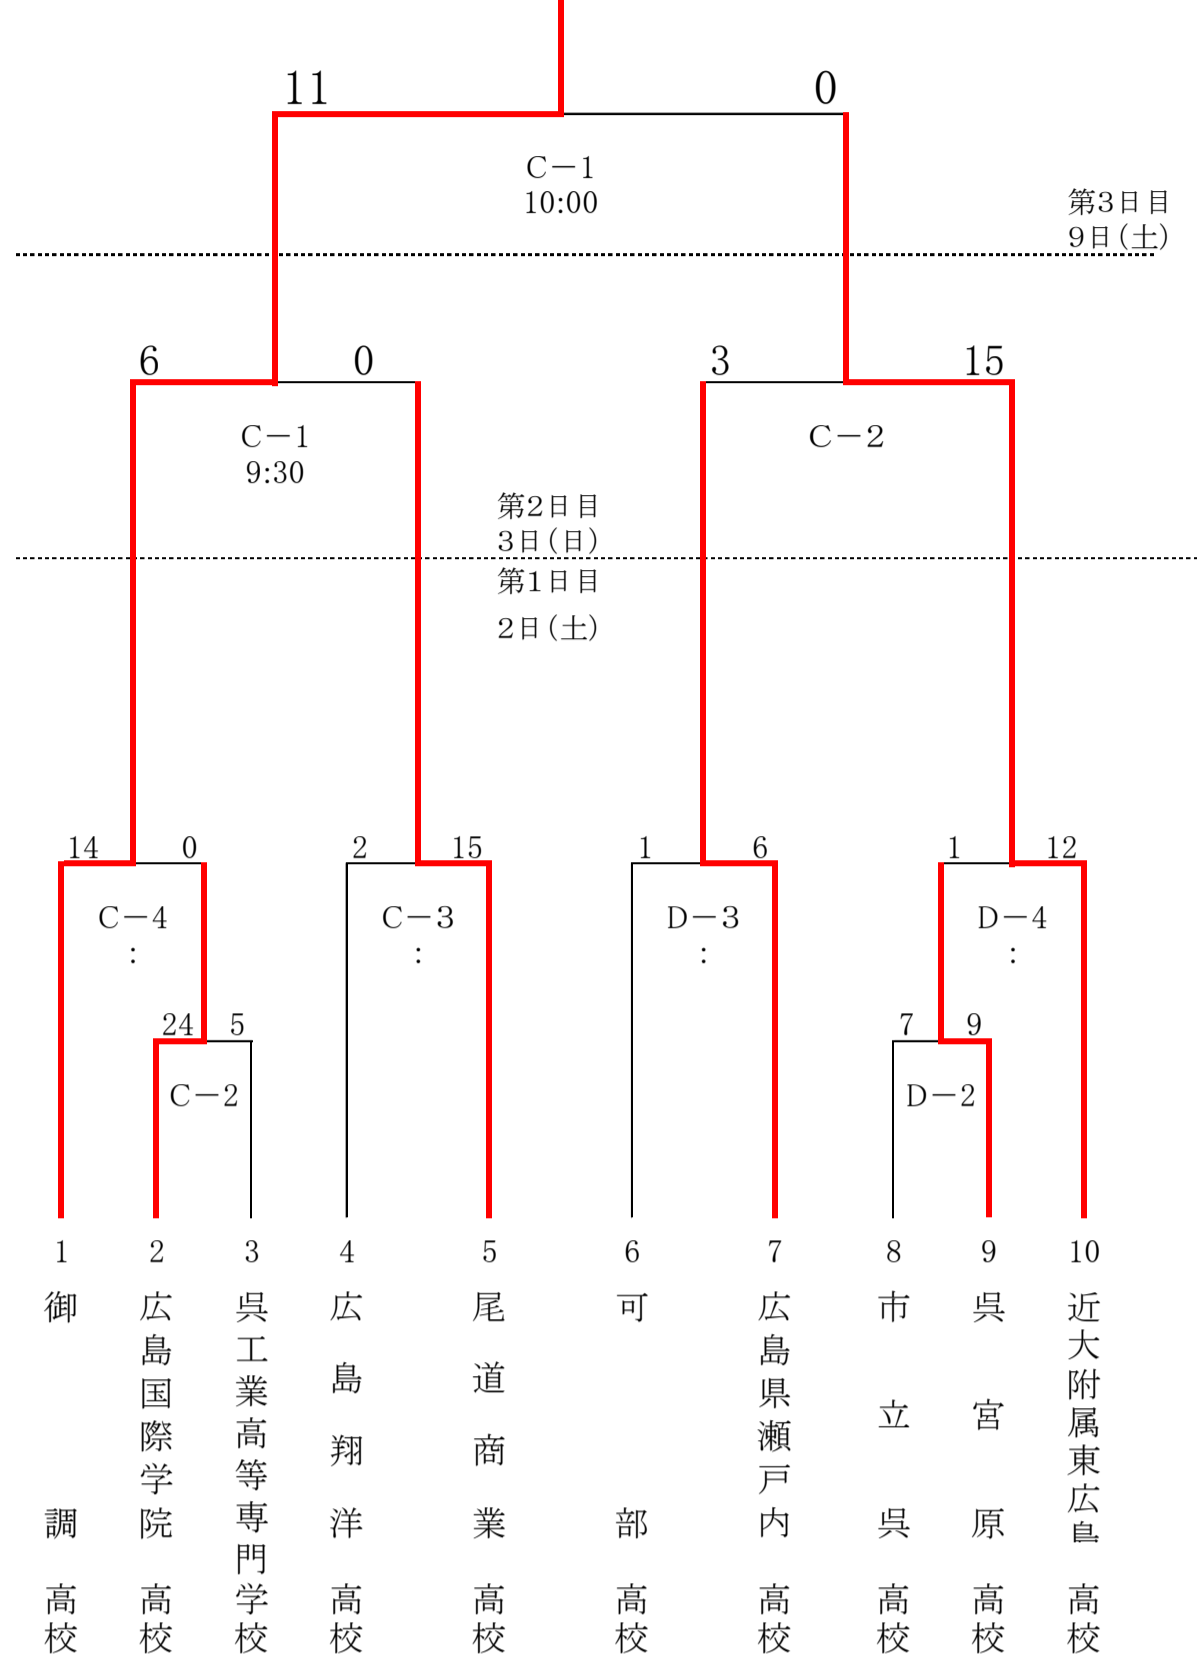 11 0
C－1
10:00
第3日目
9日(土)
6 0 3 15
C－1
9:30
C－2
第2日目
3日(日)
第1日目
2日(土)
14 0 2 15 1 6 1 12
C－4 C－3 D－3 D－4
: : : :
24 5 7 9
C－2 D－2
1 2 3 4 5 6 7 8 9 10
御調高校
広島国際学院高校
呉工業高等専門学校
広島翔洋高校
尾道商業高校
可部高校
広島県瀬戸内高校
市立呉高校
呉宮原高校
近大附属東広島高校